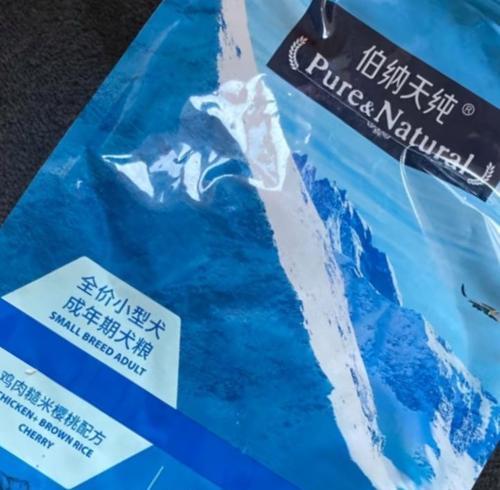 伯纳天纯®
Pure&Natural
全价小型犬
成年期犬粮
SMALL BREED ADULT
鸡肉糙米樱桃配方
CHICKEN+ BROWN RICE
CHERRY